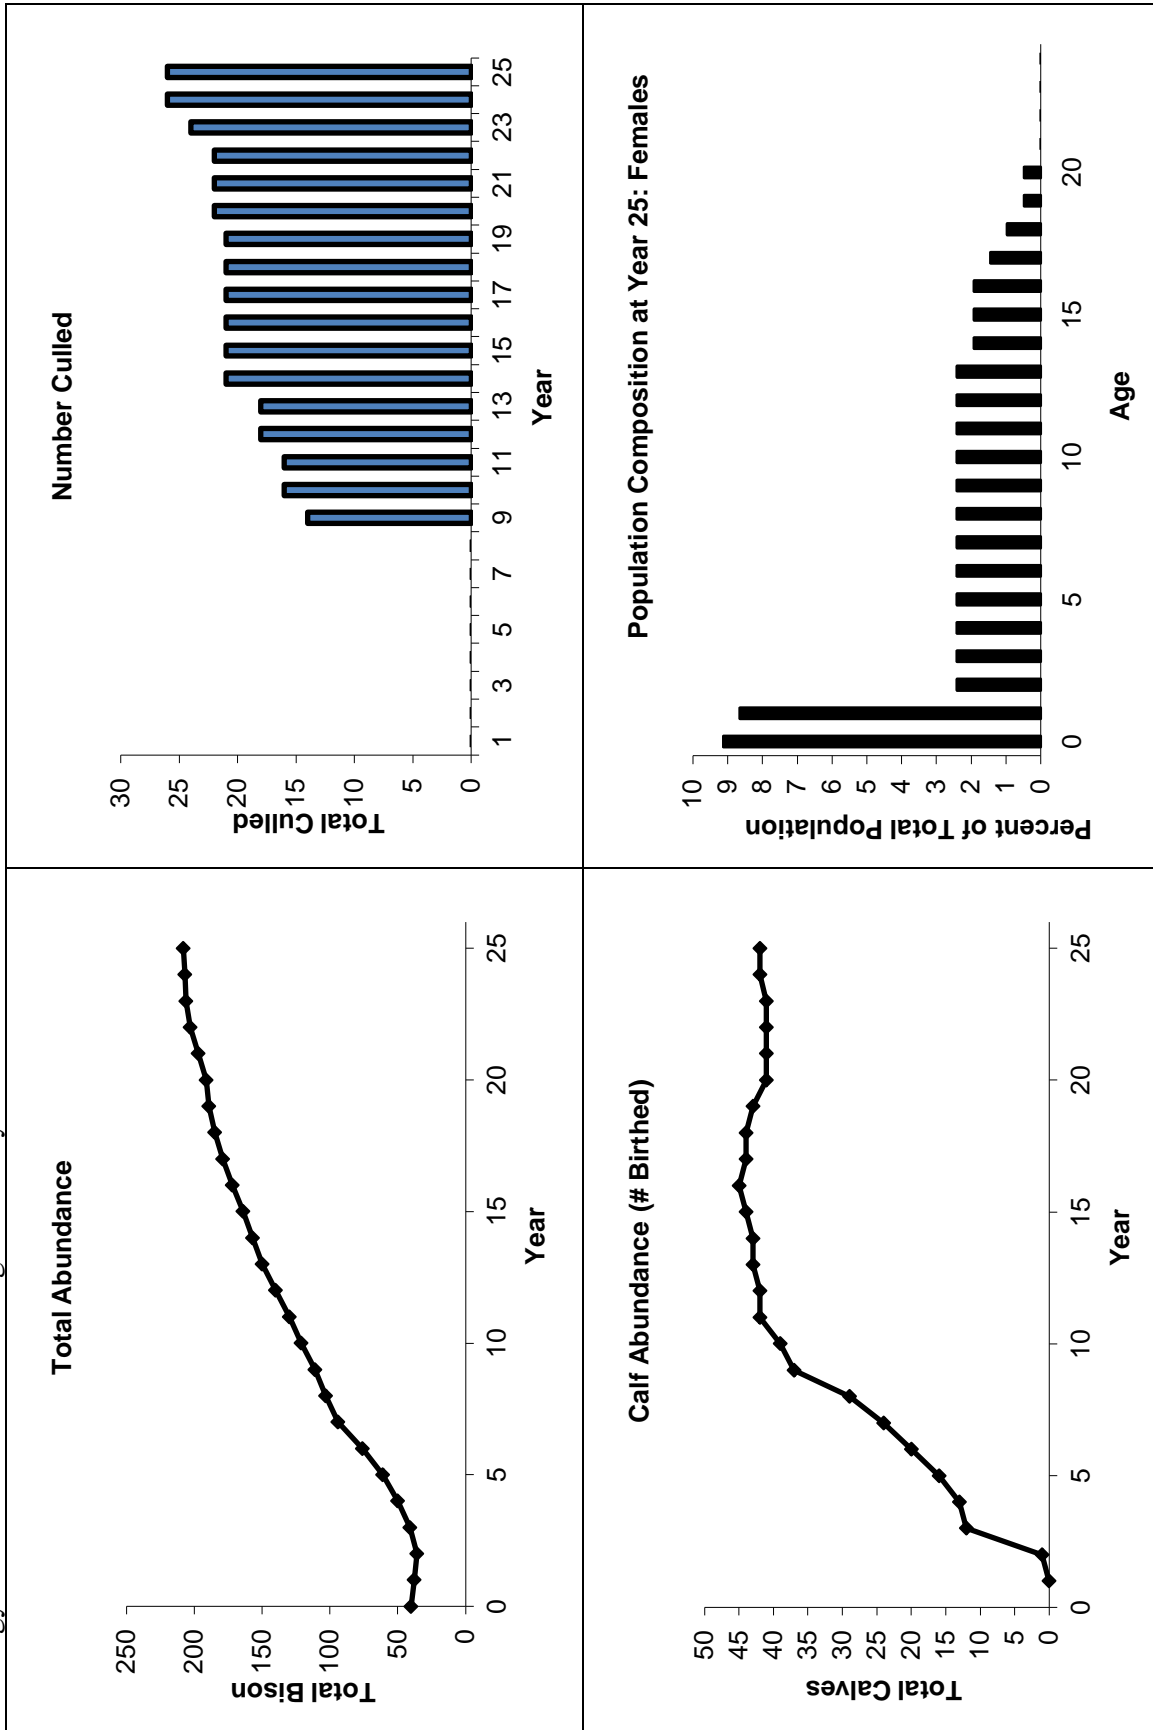 Total Abundance
250
200
150
100
50
0
Total Bison
0 5 10 15 20 25
Year
Number Culled
30
25
20
15
10
5
0
Total Culled
1 3 5 7 9 11 13 15 17 19 21 23 25
Year
Calf Abundance (# Birthed)
50
45
40
35
30
25
20
15
10
5
0
Total Calves
0 5 10 15 20 25
Year
Population Composition at Year 25: Females
10
9
8
7
6
5
4
3
2
1
0
Percent of Total Population
0 5 10 15 20
Age